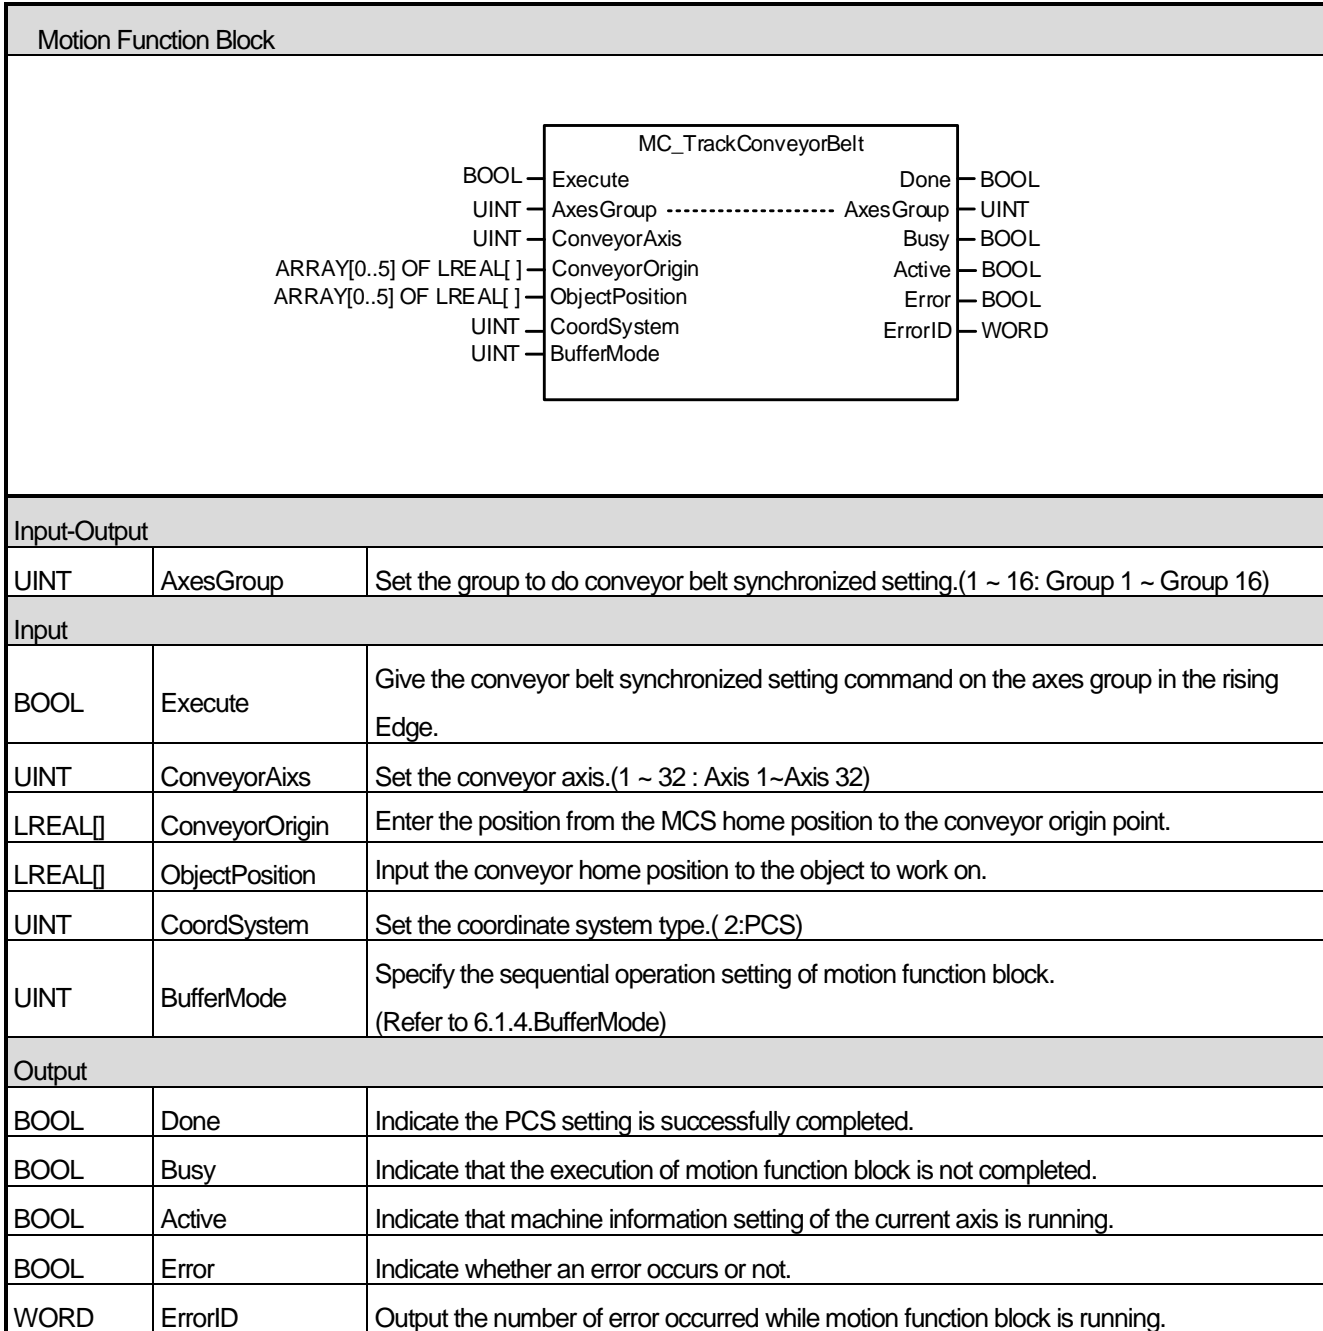 Motion Function Block
MC_TrackConveyorBelt
BOOL Execute Done BOOL
UINT AxesGroup AxesGroup UINT
UINT ConveyorAxis Busy BOOL
ARRAY[0..5] OF LREAL[ ] ConveyorOrigin Active BOOL
ARRAY[0..5] OF LREAL[ ] ObjectPosition Error BOOL
UINT CoordSystem ErrorID WORD
UINT BufferMode
Input-Output
UINT AxesGroup Set the group to do conveyor belt synchronized setting.(1 ~ 16: Group 1 ~ Group 16)
Input
BOOL Execute Give the conveyor belt synchronized setting command on the axes group in the rising
Edge.
UINT ConveyorAixs Set the conveyor axis.(1 ~ 32 : Axis 1~Axis 32)
LREAL[] ConveyorOrigin Enter the position from the MCS home position to the conveyor origin point.
LREAL[] ObjectPosition Input the conveyor home position to the object to work on.
UINT CoordSystem Set the coordinate system type.( 2:PCS)
UINT BufferMode Specify the sequential operation setting of motion function block.
(Refer to 6.1.4.BufferMode)
Output
BOOL Done Indicate the PCS setting is successfully completed.
BOOL Busy Indicate that the execution of motion function block is not completed.
BOOL Active Indicate that machine information setting of the current axis is running.
BOOL Error Indicate whether an error occurs or not.
WORD ErrorID Output the number of error occurred while motion function block is running.